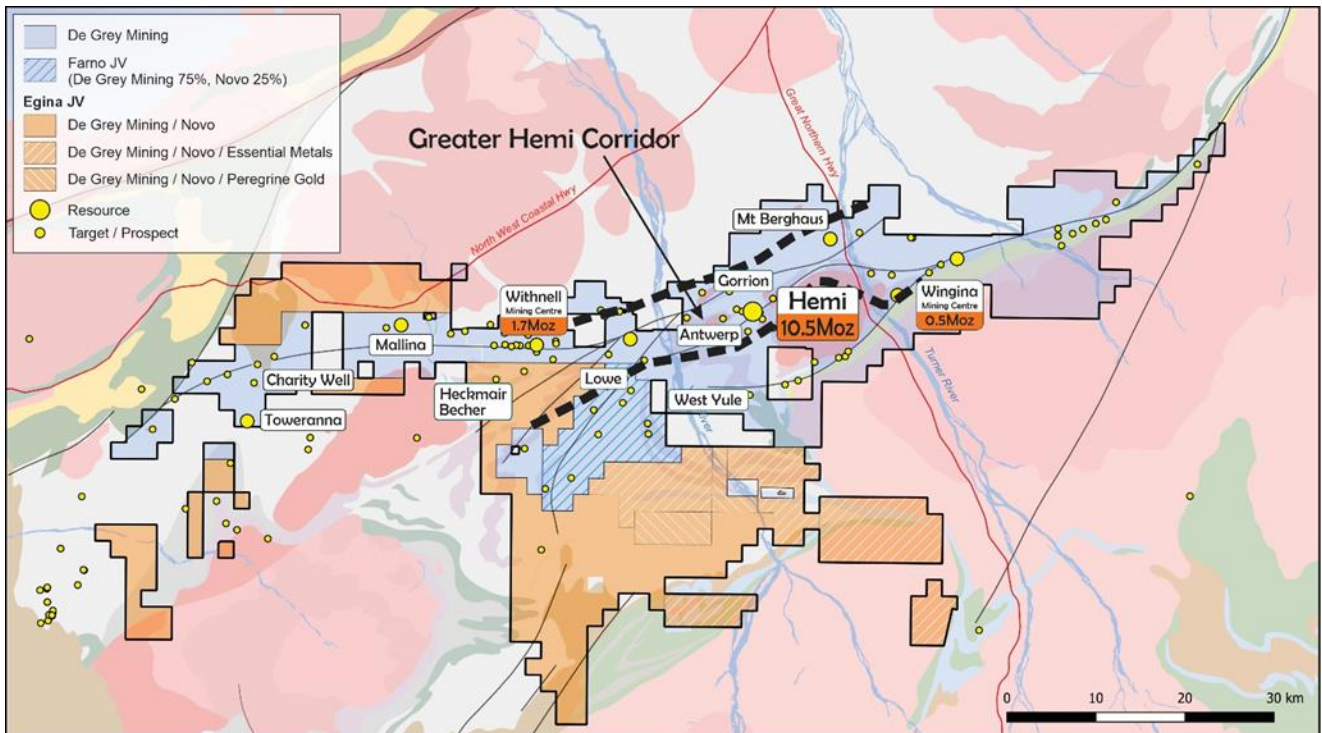 De Grey Mining
Farno JV
(De Grey Mining 75%, Novo 25%)
Egina JV
De Grey Mining / Novo
De Grey Mining / Novo / Essential Metals
De Grey Mining / Novo / Peregrine Gold
Resource
Target / Prospect
Greater Hemi Corridor
North West Coastal Hwy
Great Northern Hwy
Mt Berghaus
Gorrion
Withnell
Mining Centre
1.7Moz
Hemi
10.5Moz
Wingina
Mining Centre
0.5Moz
Mallina
Antwerp
Charity Well
Lowe
Heckmair
Becher
West Yule
Toweranna
Turner River
River
0 10 20 30 km